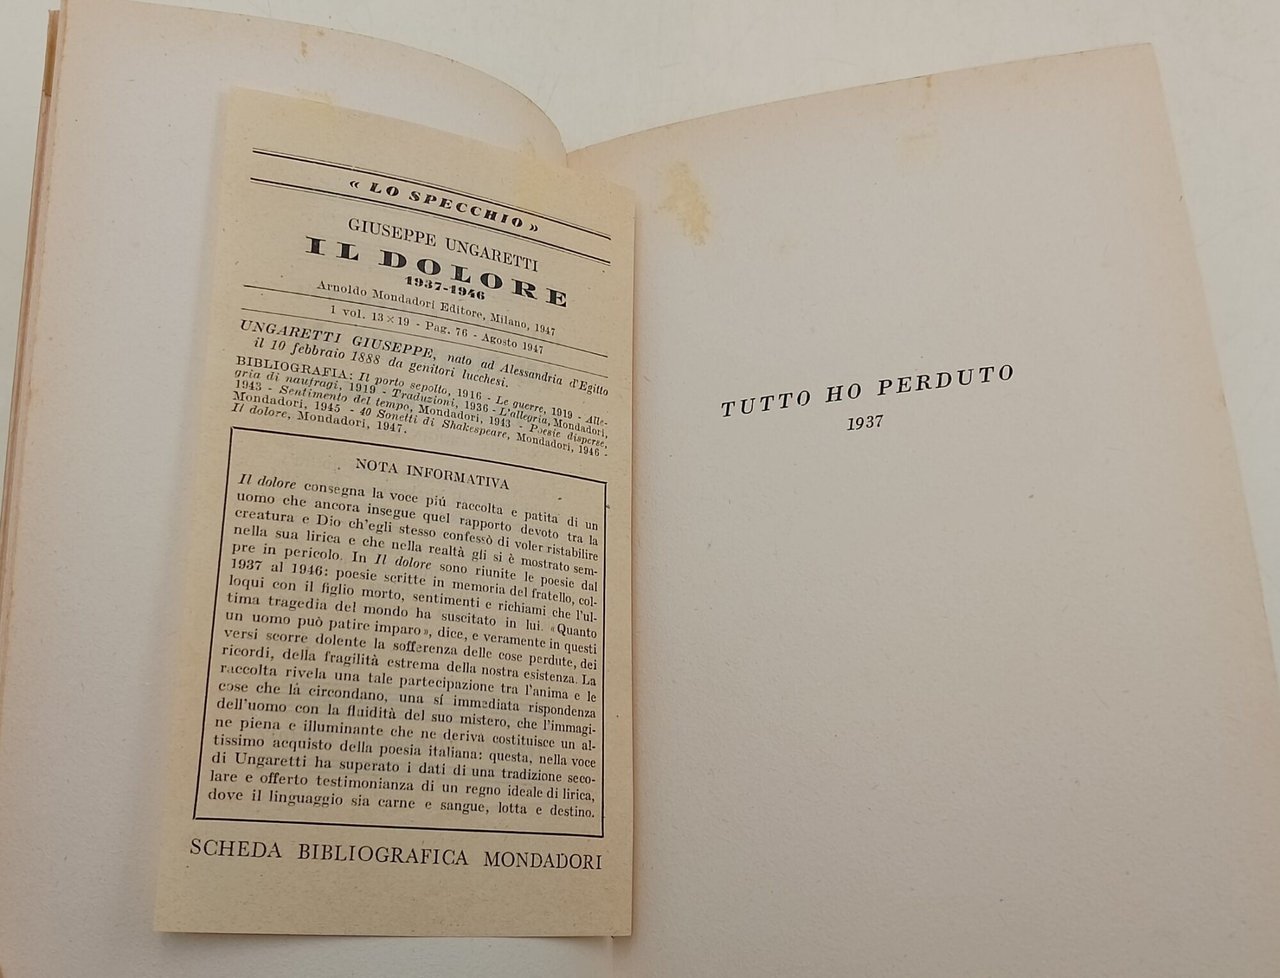 « LO SPECCHIO »
GIUSEPPE UNGARETTI
IL DOLORE
1937-1946
Arnoldo Mondadori Editore, Milano, 1947
1 vol. 13×19 - Pag. 76 - Agosto 1947
UNGARETTI GIUSEPPE, nato ad Alessandria d'Egitto
il 10 febbraio 1888 da genitori lucchesi.
BIBLIOGRAFIA: Il porto sepolto, 1916 - Le guerre, 1919 - Alle-
gria di naufragi, 1919 - Traduzioni, 1936 - L'allegria, Mondadori,
1943 - Sentimento del tempo, Mondadori, 1943 - Poesie disperse,
Mondadori, 1945 - 40 Sonetti di Shakespeare, Mondadori, 1946 -
Il dolore, Mondadori, 1947.
NOTA INFORMATIVA
Il dolore consegna la voce piú raccolta e patita di un
uomo che ancora insegue quel rapporto devoto tra la
creatura e Dio ch'egli stesso confessò di voler ristabilire
nella sua lirica e che nella realtà gli si è mostrato sem-
pre in pericolo. In Il dolore sono riunite le poesie dal
1937 al 1946: poesie scritte in memoria del fratello, col-
loqui con il figlio morto, sentimenti e richiami che l'ul-
tima tragedia del mondo ha suscitato in lui. «Quanto
un uomo può patire imparo», dice, e veramente in questi
versi scorre dolente la sofferenza delle cose perdute, dei
ricordi, della fragilità estrema della nostra esistenza. La
raccolta rivela una tale partecipazione tra l'anima e le
cose che la circondano, una sí immediata rispondenza
dell'uomo con la fluidità del suo mistero, che l'immagi-
ne piena e illuminante che ne deriva costituisce un al-
tissimo acquisto della poesia italiana: questa, nella voce
di Ungaretti ha superato i dati di una tradizione seco-
lare e offerto testimonianza di un regno ideale di lirica,
dove il linguaggio sia carne e sangue, lotta e destino.
SCHEDA BIBLIOGRAFICA MONDADORI
TUTTO HO PERDUTO
1937